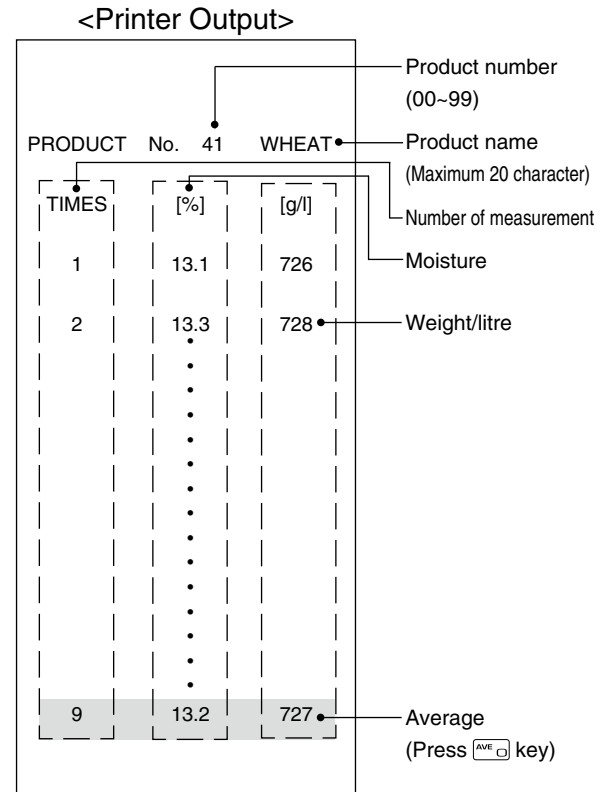 <Printer Output>
Product number
(00~99)
PRODUCT No. 41 WHEAT
Product name
(Maximum 20 character)
TIMES [%] [g/l]
Number of measurement
1 13.1 726
Moisture
2 13.3 728
Weight/litre
9 13.2 727
Average
(Press AVE key)